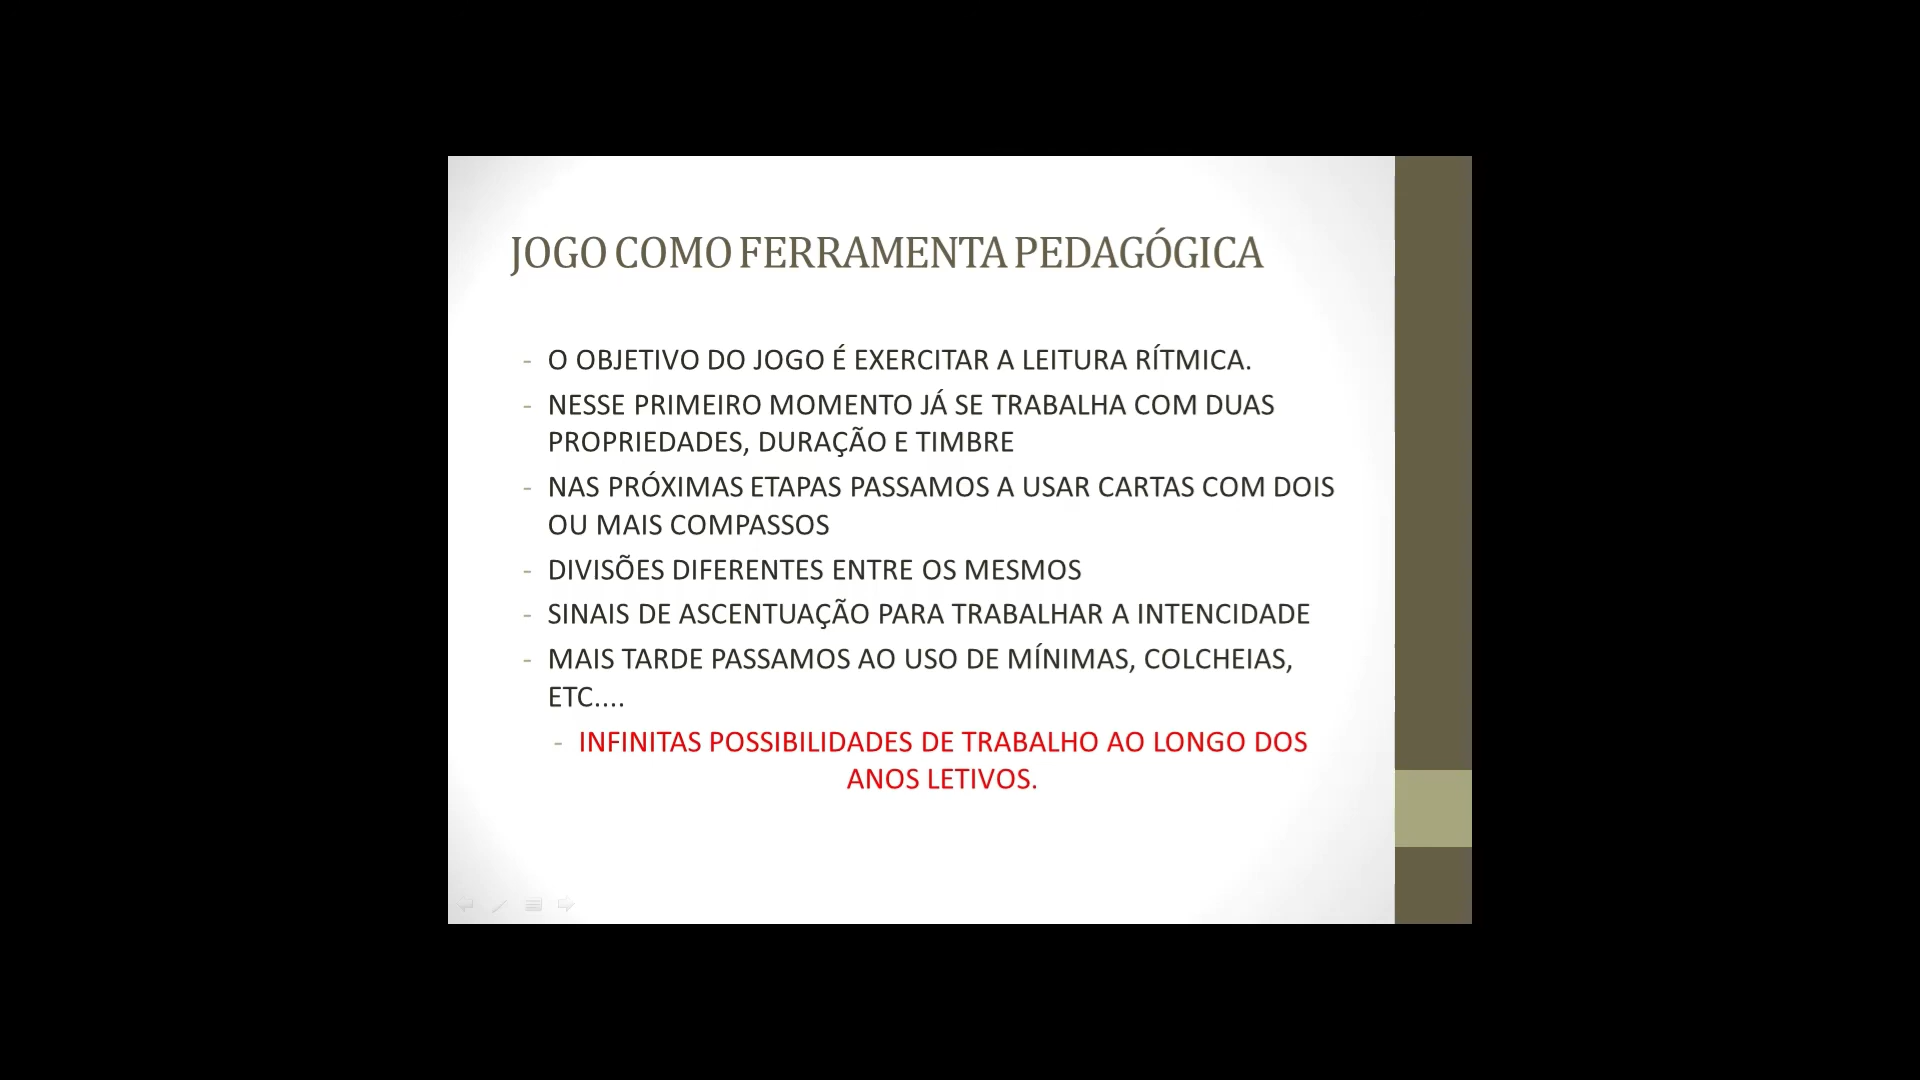 JOGO COMO FERRAMENTA PEDAGÓGICA
- O OBJETIVO DO JOGO É EXERCITAR A LEITURA RÍTMICA.
- NESSE PRIMEIRO MOMENTO JÁ SE TRABALHA COM DUAS
PROPRIEDADES, DURAÇÃO E TIMBRE
- NAS PRÓXIMAS ETAPAS PASSAMOS A USAR CARTAS COM DOIS
OU MAIS COMPASSOS
- DIVISÕES DIFERENTES ENTRE OS MESMOS
- SINAIS DE ASCENTUAÇÃO PARA TRABALHAR A INTENCIDADE
- MAIS TARDE PASSAMOS AO USO DE MÍNIMAS, COLCHEIAS,
ETC....
- INFINITAS POSSIBILIDADES DE TRABALHO AO LONGO DOS
ANOS LETIVOS.